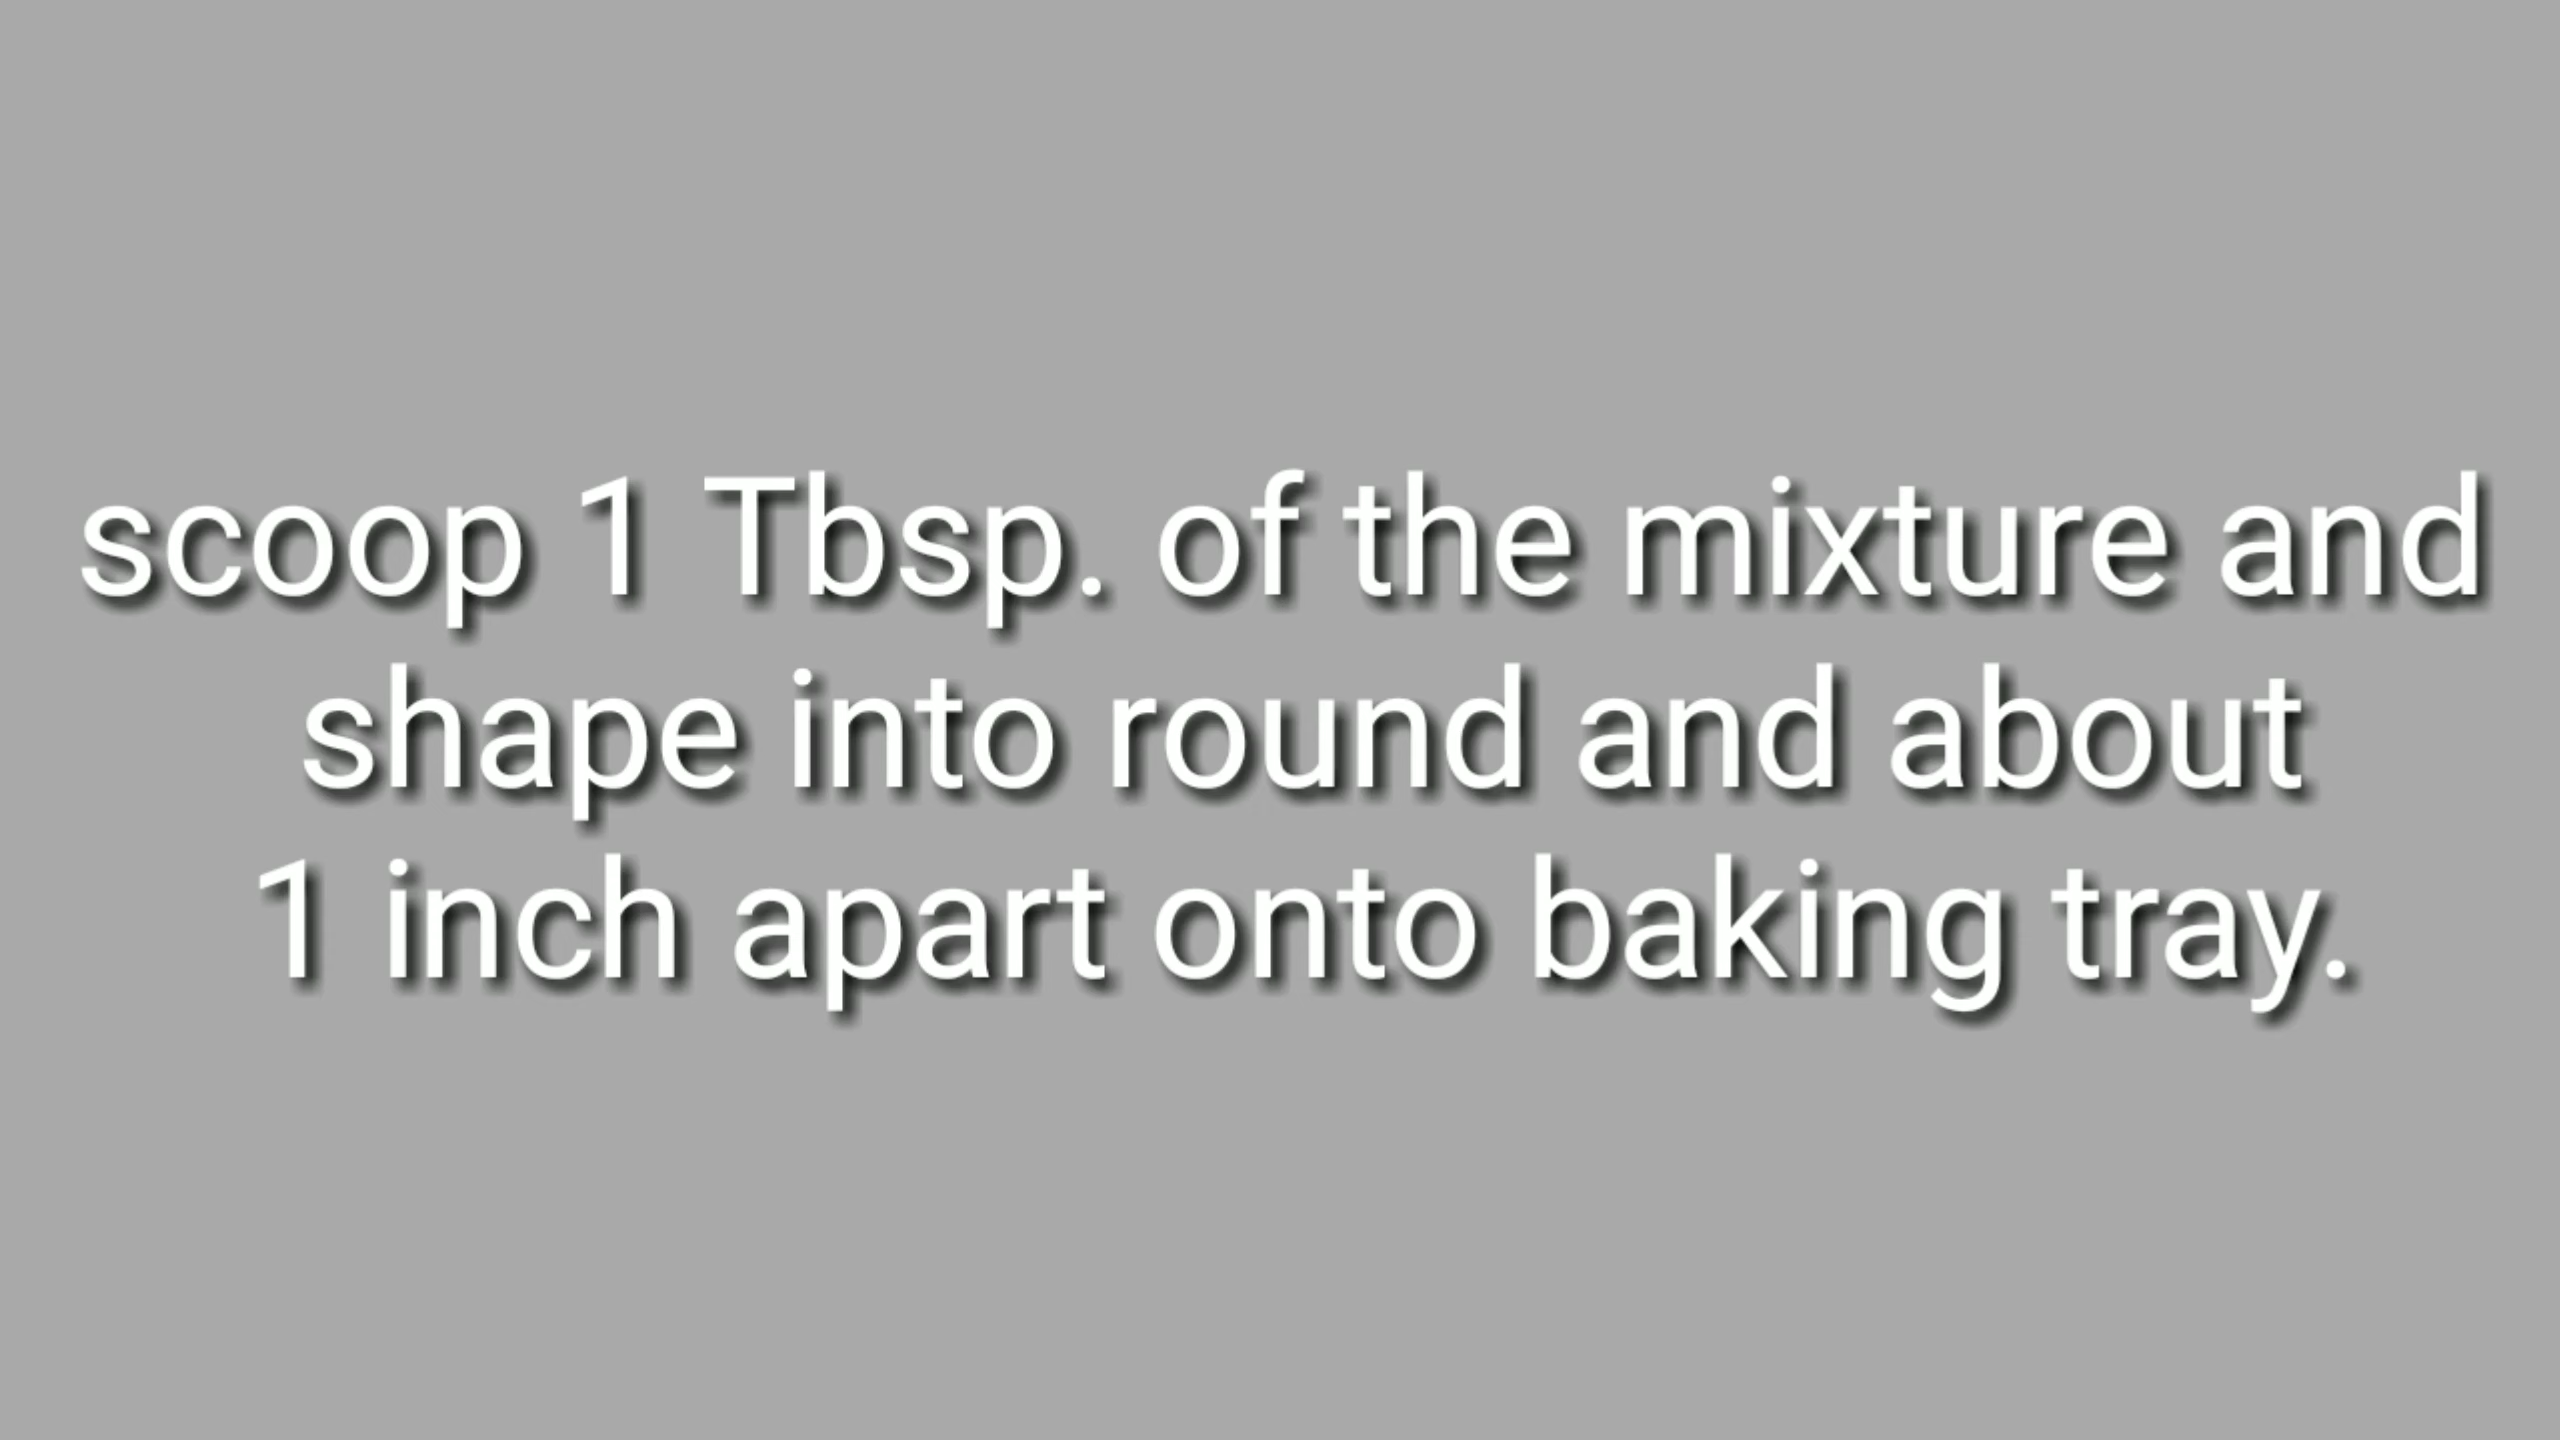 scoop 1 Tbsp. of the mixture and
shape into round and about
1 inch apart onto baking tray.